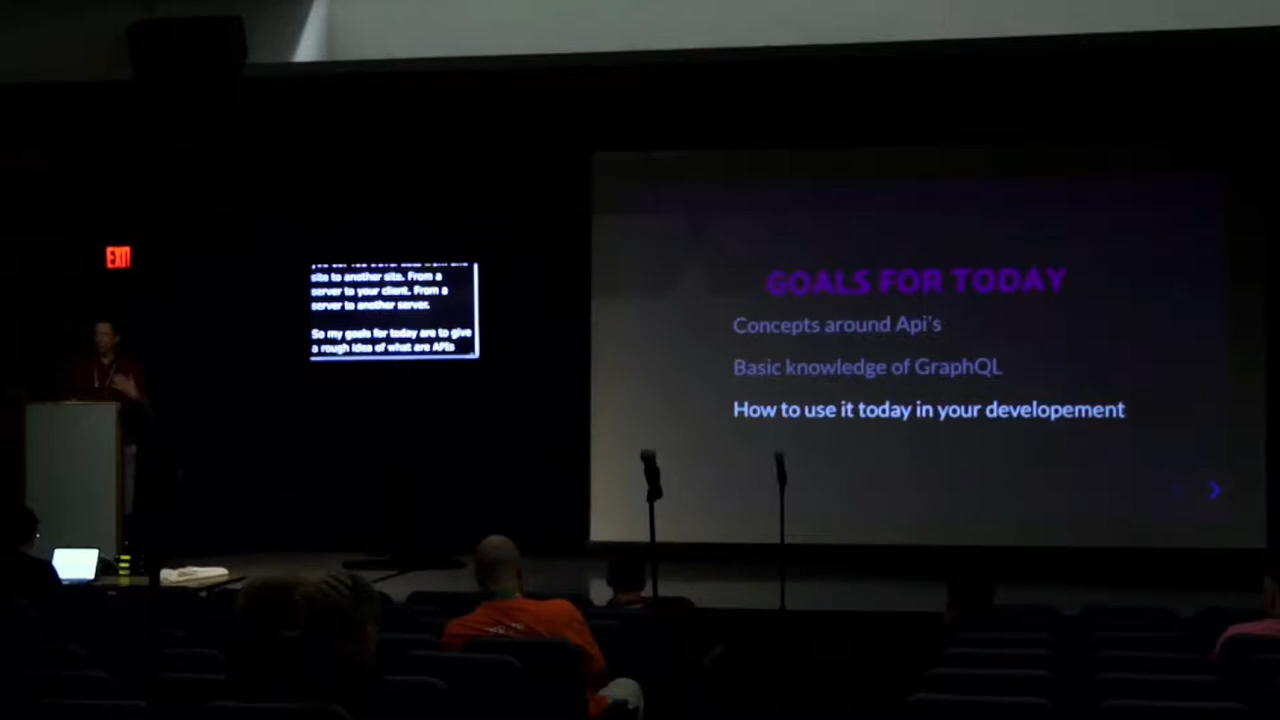 EXIT
site to another site. From a
server to your client. From a
server to another server.
So my goals for today are to give
a rough idea of what are APIs
GOALS FOR TODAY
Concepts around Api's
Basic knowledge of GraphQL
How to use it today in your developement